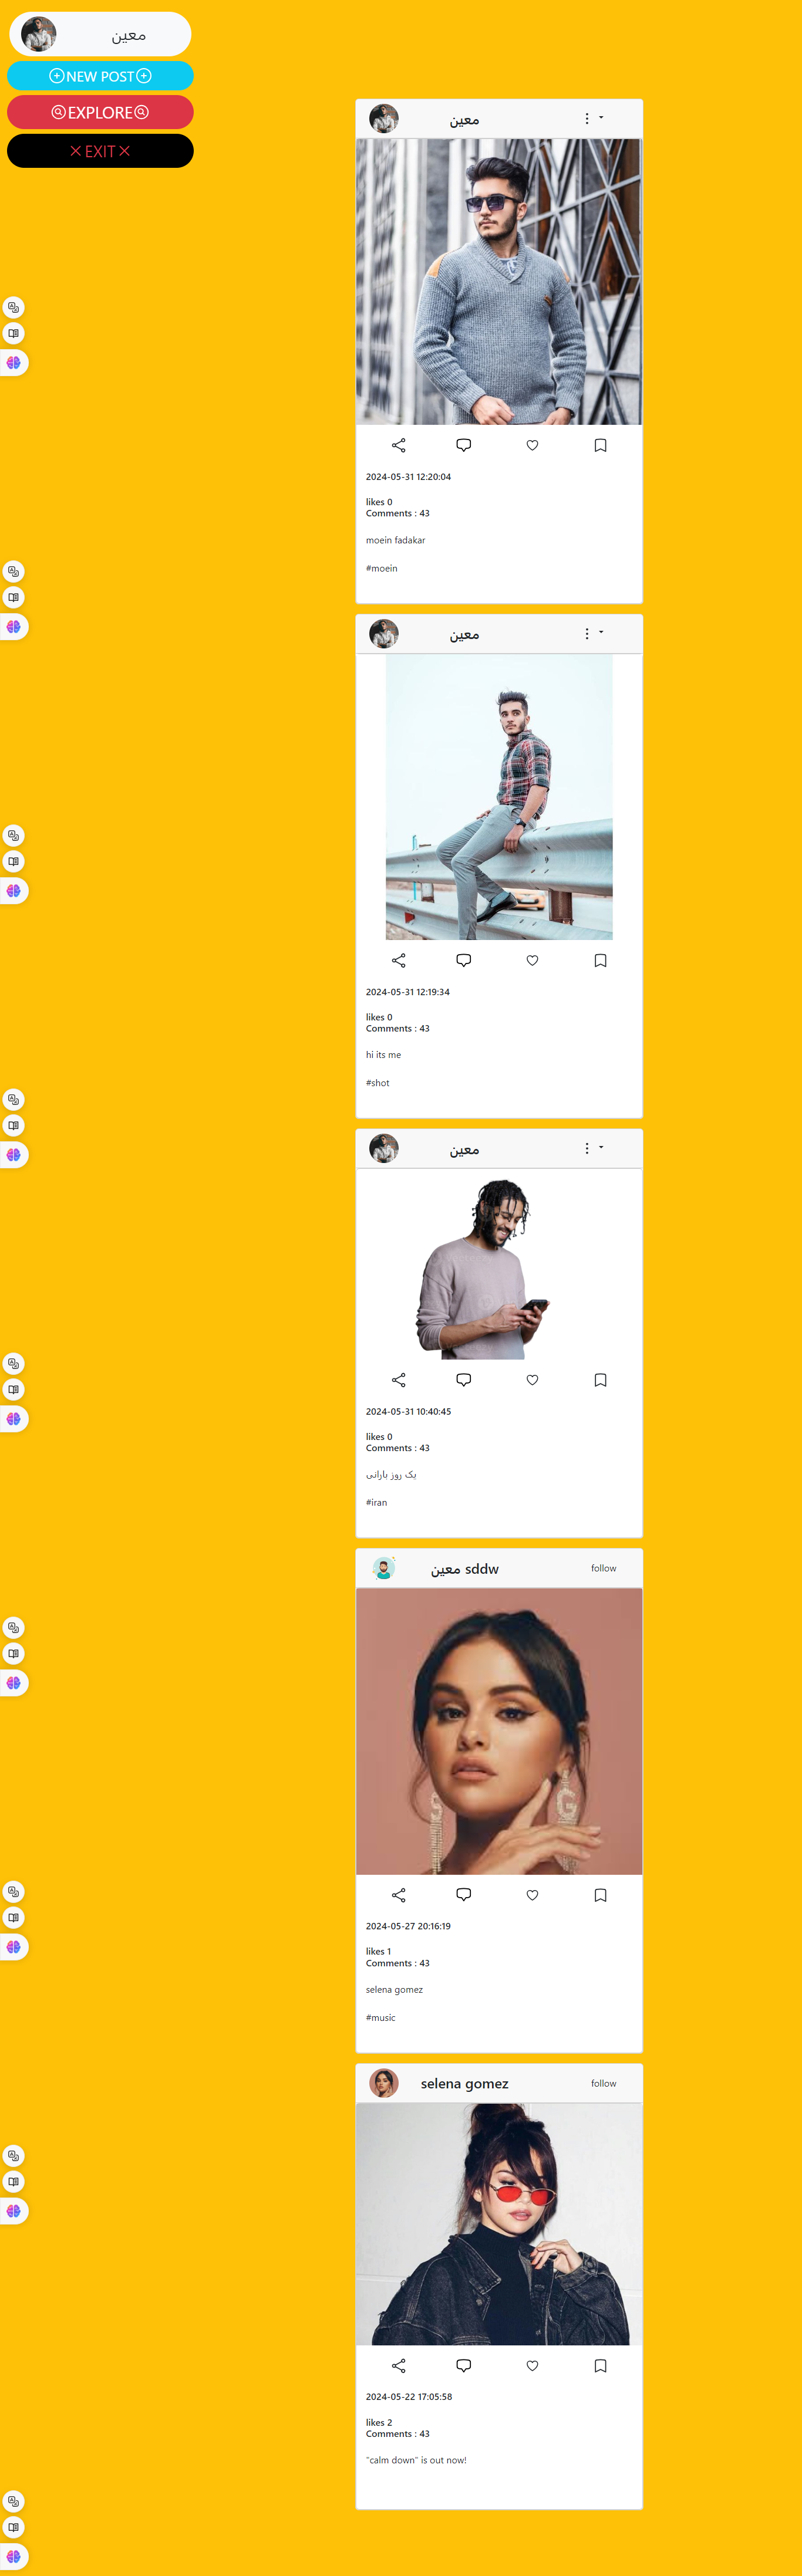 معین
NEW POST
EXPLORE
EXIT
معین
2024-05-31 12:20:04
likes 0
Comments : 43
moein fadakar
#moein
معین
2024-05-31 12:19:34
likes 0
Comments : 43
hi its me
#shot
معین
2024-05-31 10:40:45
likes 0
Comments : 43
یک روز بارانی
#iran
معین sddw
follow
2024-05-27 20:16:19
likes 1
Comments : 43
selena gomez
#music
selena gomez
follow
2024-05-22 17:05:58
likes 2
Comments : 43
"calm down" is out now!